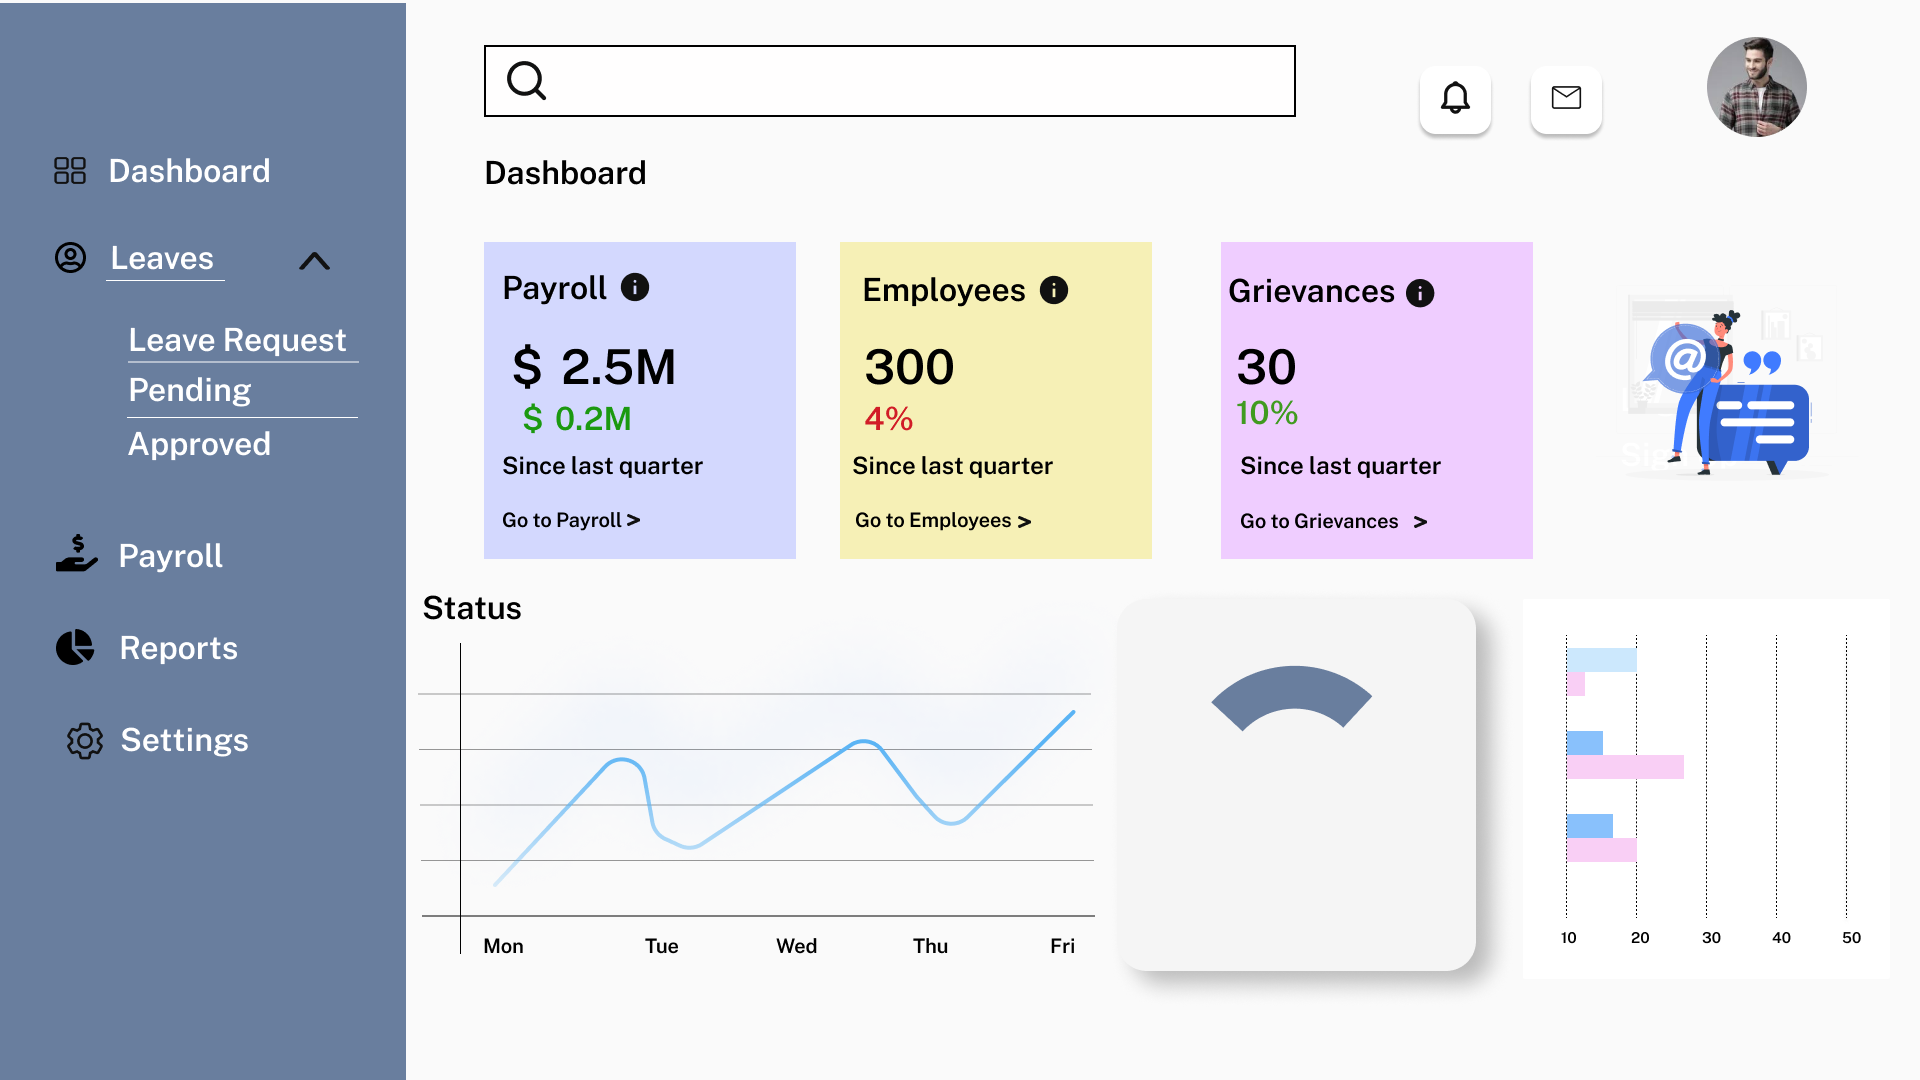 Dashboard
Leaves
Leave Request
Pending
Approved
Payroll
Reports
Settings
Dashboard
Payroll
$ 2.5M
$ 0.2M
Since last quarter
Go to Payroll >
Employees
300
4%
Since last quarter
Go to Employees >
Grievances
30
10%
Since last quarter
Go to Grievances >
@
Status
Mon Tue Wed Thu Fri
10 20 30 40 50